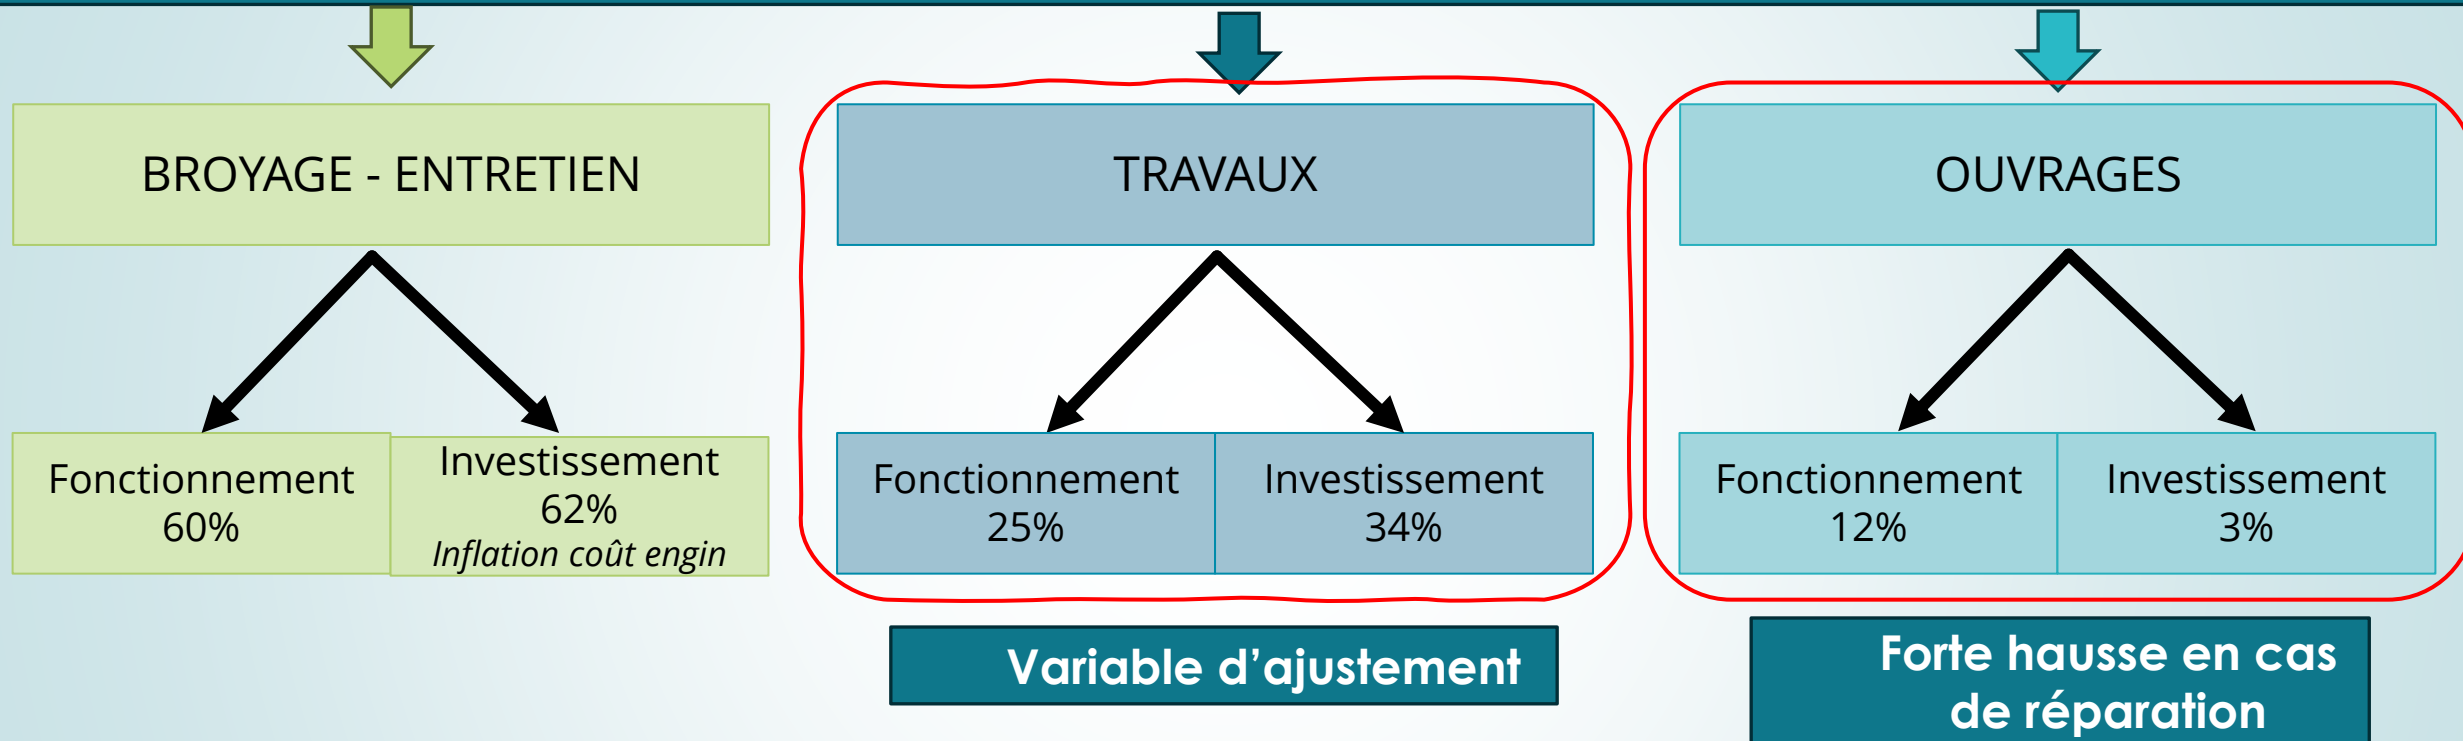 BROYAGE - ENTRETIEN
Fonctionnement
60%
Investissement
62%
Inflation coût engin
TRAVAUX
Fonctionnement
25%
Investissement
34%
Variable d’ajustement
OUVRAGES
Fonctionnement
12%
Investissement
3%
Forte hausse en cas
de réparation